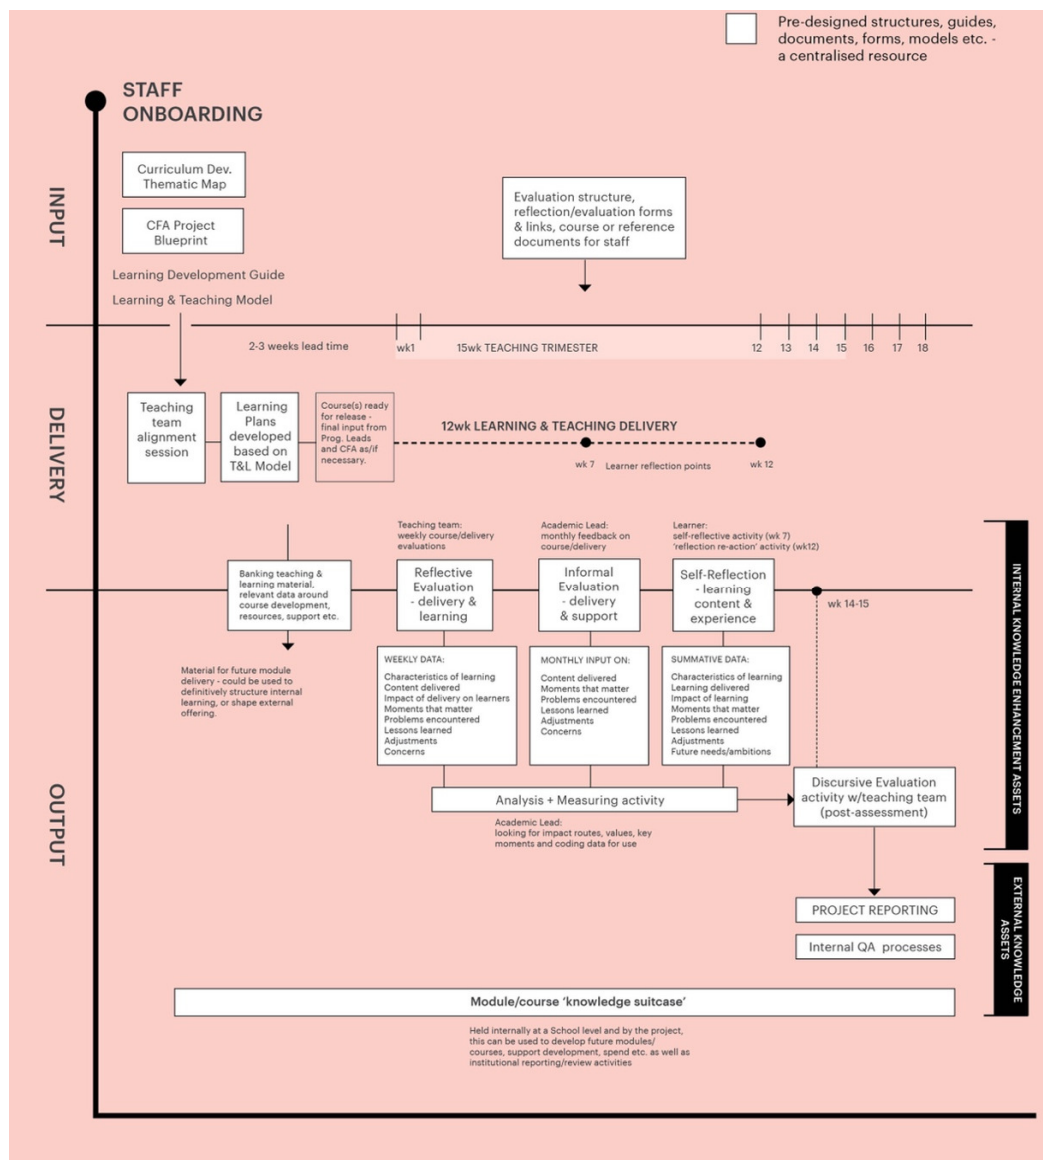 Pre-designed structures, guides,
documents, forms, models etc. -
a centralised resource
STAFF
ONBOARDING
INPUT
Curriculum Dev.
Thematic Map
CFA Project
Blueprint
Learning Development Guide
Learning & Teaching Model
Evaluation structure,
reflection/evaluation forms
& links, course or reference
documents for staff
2-3 weeks lead time
wk1
15wk TEACHING TRIMESTER
12
13
14
15
16
17
18
DELIVERY
Teaching
team
alignment
session
Learning
Plans
developed
based on
T&L Model
Course(s) ready
for release -
final input from
Prog. Leads
and CFA as/if
necessary.
12wk LEARNING & TEACHING DELIVERY
wk 7
Learner reflection points
wk 12
Teaching team:
weekly course/delivery
evaluations
Academic Lead:
monthly feedback on
course/delivery
Learner:
self-reflective activity (wk 7)
‘reflection re-action’ activity (wk12)
Banking teaching &
learning material,
relevant data around
course development,
resources, support etc.
Reflective
Evaluation
- delivery &
learning
Informal
Evaluation
- delivery
& support
Self-Reflection
- learning
content &
experience
wk 14-15
Material for future module
delivery - could be used to
definitively structure internal
learning, or shape external
offering.
OUTPUT
WEEKLY DATA:
Characteristics of learning
Content delivered
Impact of delivery on learners
Moments that matter
Problems encountered
Lessons learned
Adjustments
Concerns
MONTHLY INPUT ON:
Content delivered
Moments that matter
Problems encountered
Lessons learned
Adjustments
Concerns
SUMMATIVE DATA:
Characteristics of learning
Learning delivered
Impact of learning
Moments that matter
Problems encountered
Lessons learned
Adjustments
Future needs/ambitions
Analysis + Measuring activity
Academic Lead:
looking for impact routes, values, key
moments and coding data for use
Discursive Evaluation
activity w/teaching team
(post-assessment)
INTERNAL KNOWLEDGE ENHANCEMENT ASSETS
PROJECT REPORTING
Internal QA processes
EXTERNAL KNOWLEDGE
ASSETS
Module/course ‘knowledge suitcase’
Held internally at a School level and by the project,
this can be used to develop future modules/
courses, support development, spend etc. as well as
institutional reporting/review activities